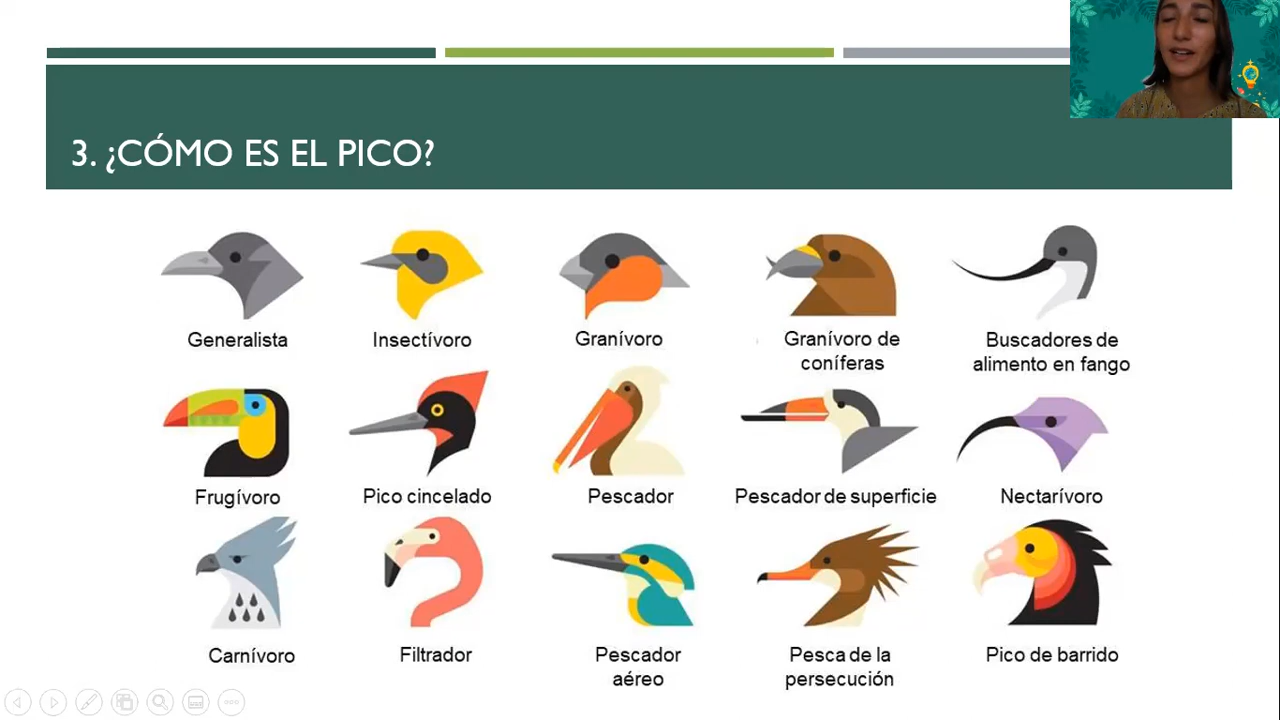 3. ¿CÓMO ES EL PICO?
Generalista
Insectívoro
Granívoro
Granívoro de
coníferas
Buscadores de
alimento en fango
Frugívoro
Pico cincelado
Pescador
Pescador de superficie
Nectarívoro
Carnívoro
Filtrador
Pescador
aéreo
Pesca de la
persecución
Pico de barrido